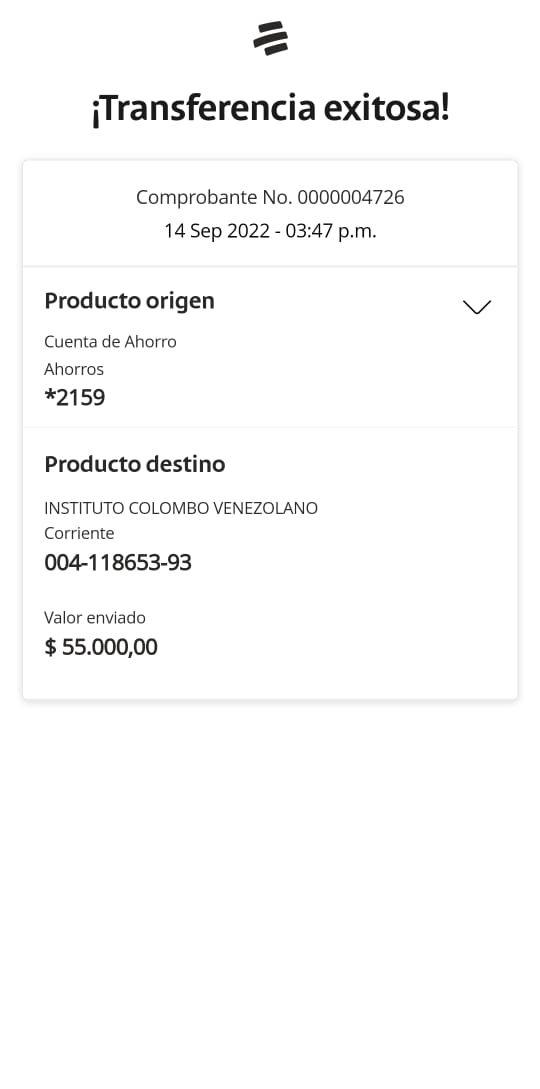 ¡Transferencia exitosa!
Comprobante No. 0000004726
14 Sep 2022 - 03:47 p.m.
Producto origen
Cuenta de Ahorro
Ahorros
*2159
Producto destino
INSTITUTO COLOMBO VENEZOLANO
Corriente
004-118653-93
Valor enviado
$ 55.000,00